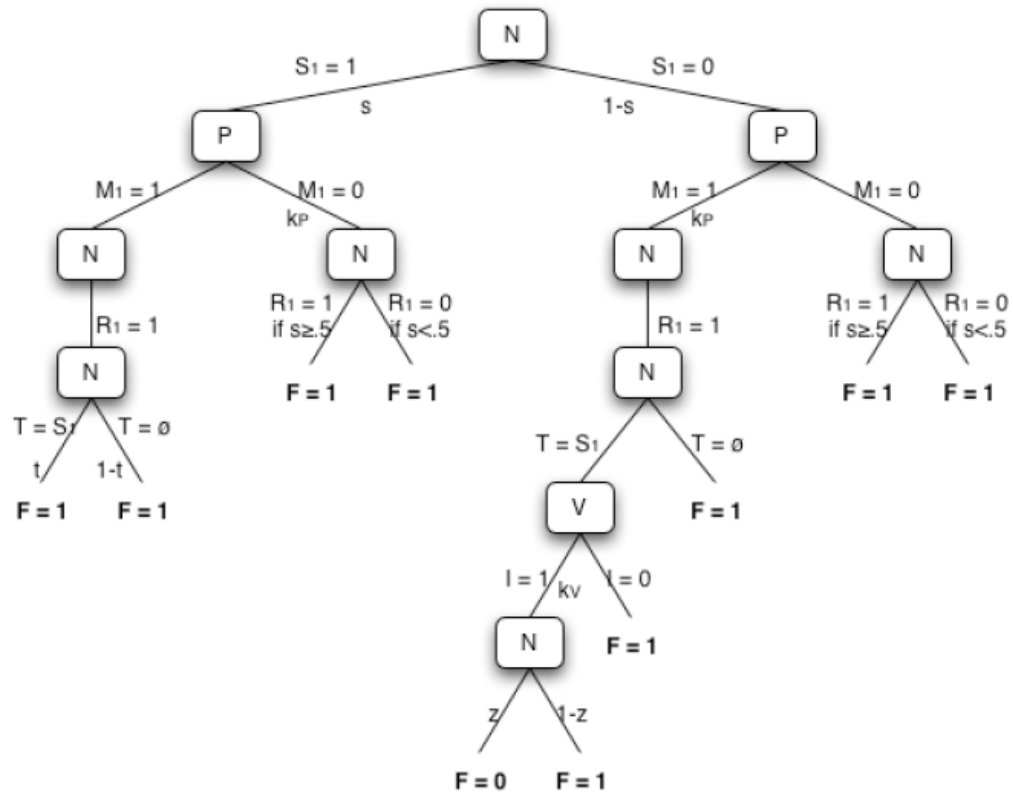 N
S1 = 1 S1 = 0
s 1-s
P P
M1 = 1 M1 = 0 M1 = 1 M1 = 0
kP kP
N N N N
R1 = 1 R1 = 0 R1 = 1 R1 = 0
R1 = 1 if s≥.5 if s<.5 R1 = 1 if s≥.5 if s<.5
N N
F = 1 F = 1 F = 1 F = 1
T = S1 T = ø T = S1 T = ø
t 1-t
F = 1 F = 1 V F = 1
I = 1 kV I = 0
N F = 1
z 1-z
F = 0 F = 1